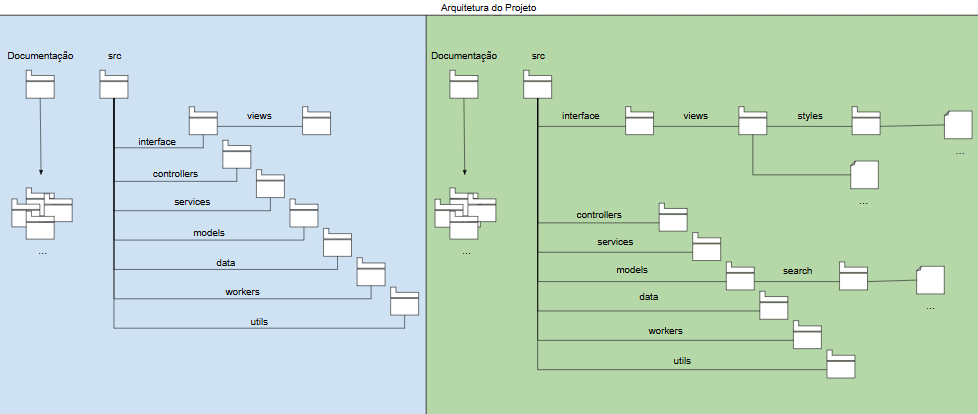 Arquitetura do Projeto
Documentação
src
views
interface
controllers
services
models
data
workers
utils
...
Documentação
src
interface
views
styles
...
...
controllers
services
models
search
...
data
workers
utils
...